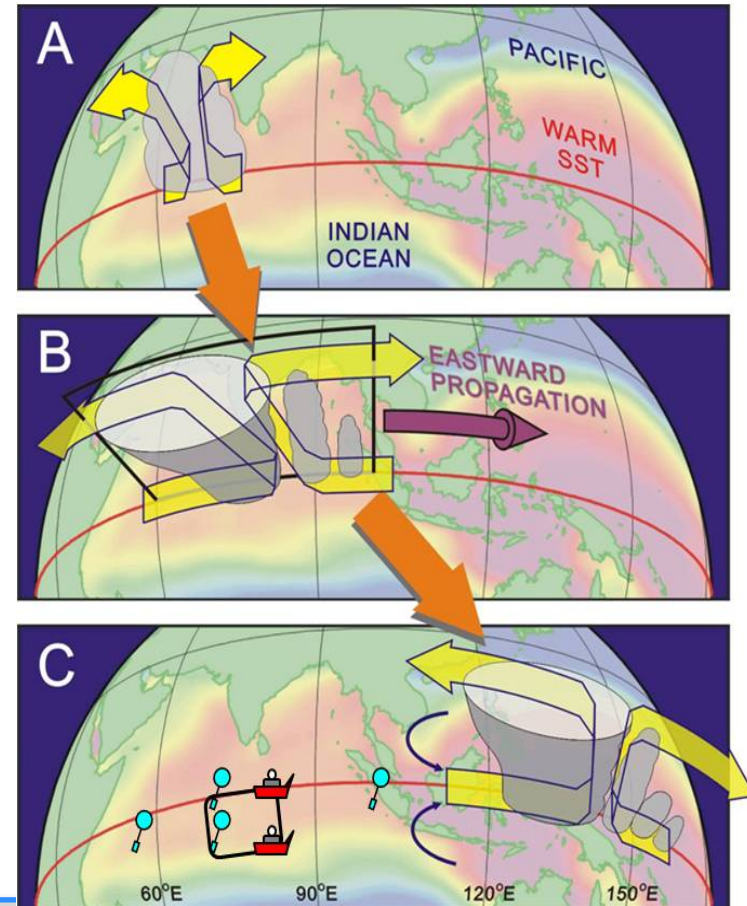 A
PACIFIC
WARM
SST
INDIAN
OCEAN
B
EASTWARD
PROPAGATION
C
60°E 90°E 120°E 150°E